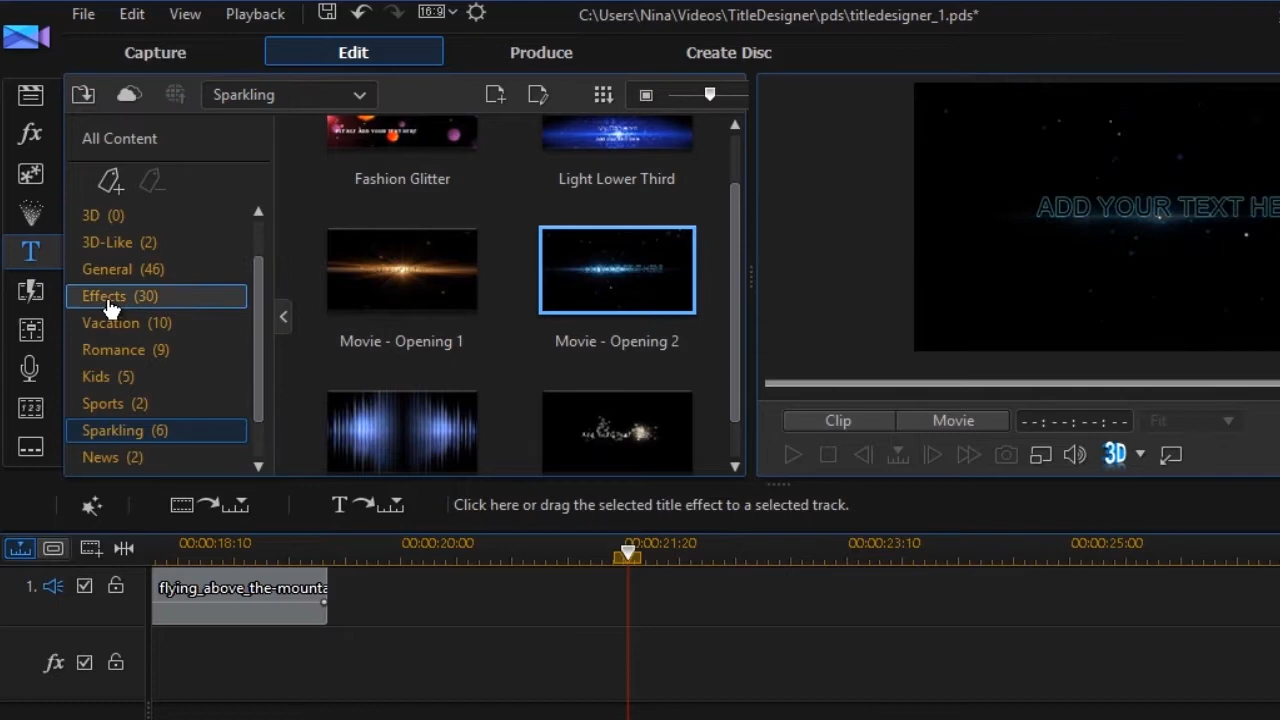 File Edit View Playback 16:9 C:\Users\Nina\Videos\TitleDesigner\pds\titledesigner_1.pds*
Capture Edit Produce Create Disc
Sparkling
All Content
3D (0)
3D-Like (2)
General (46)
Effects (30)
Vacation (10)
Romance (9)
Kids (5)
Sports (2)
Sparkling (6)
News (2)
fx
T
Fashion Glitter Light Lower Third
Movie - Opening 1 Movie - Opening 2
ADD YOUR TEXT HE
Clip Movie --:--:--:-- Fit
3D
T Click here or drag the selected title effect to a selected track.
00:00:18:10 00:00:20:00 00:00:21:20 00:00:23:10 00:00:25:00
1. flying_above_the-mounta
fx